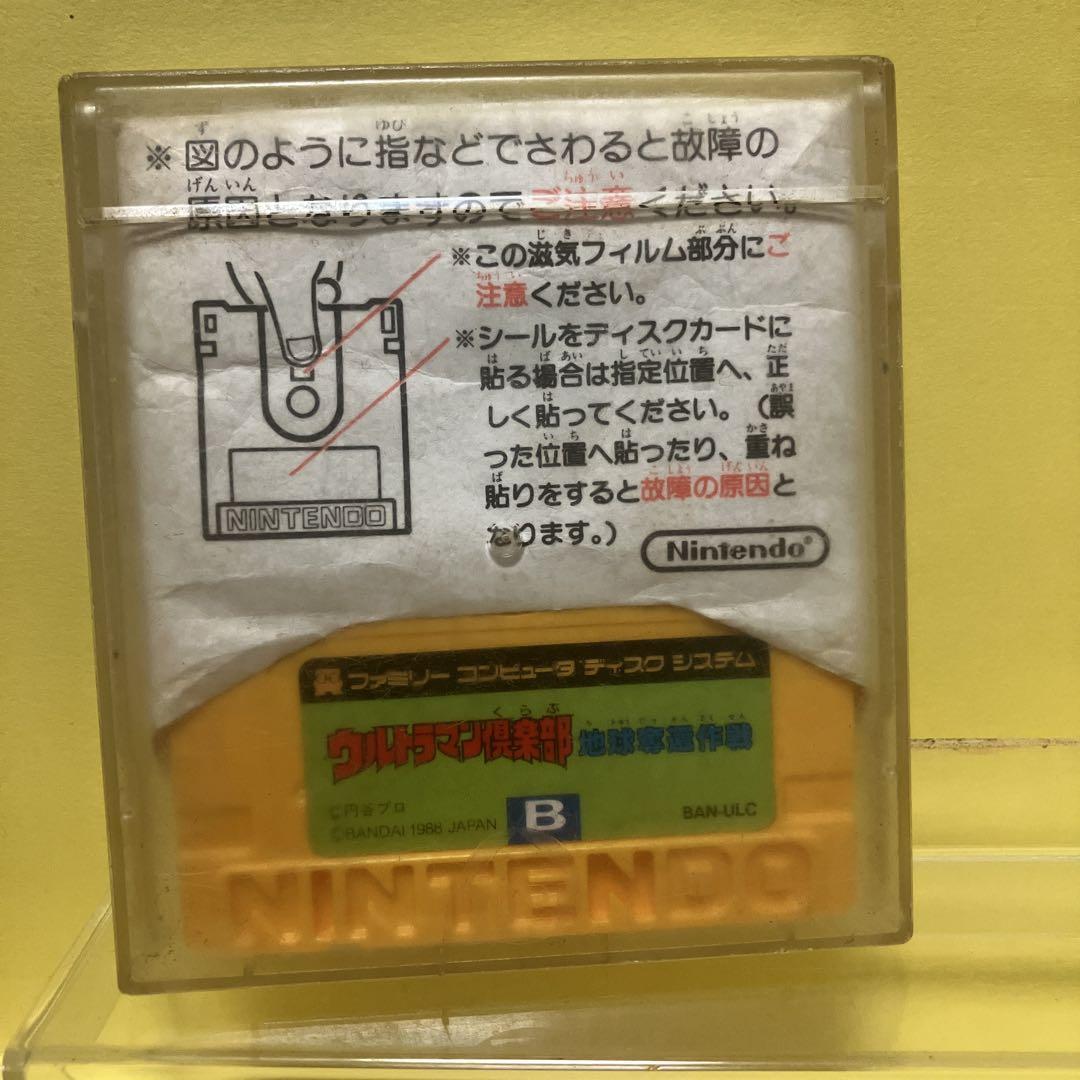 ※図のように指などでさわると故障の
原因となりますのでご注意ください。
※この滋気フィルム部分にご
注意ください。
※シールをディスクカードに
貼る場合は指定位置へ、正
しく貼ってください。（誤
った位置へ貼ったり、重ね
貼りをすると故障の原因と
なります。）
NINTENDO
Nintendo®
ファミリー コンピュータ ディスク システム
くらぶ
ウルトラマン倶楽部 地球奪還作戦
©円谷プロ
©BANDAI 1988 JAPAN
B
BAN-ULC
NINTENDO